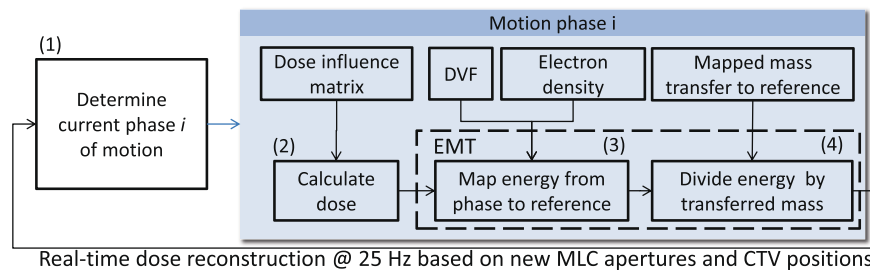 Motion phase i
(1)
Determine
current phase i
of motion
Dose influence
matrix
DVF
Electron
density
Mapped mass
transfer to reference
(2)
EMT
(3)
(4)
Calculate
dose
Map energy from
phase to reference
Divide energy by
transferred mass
Real-time dose reconstruction @ 25 Hz based on new MLC apertures and CTV positions